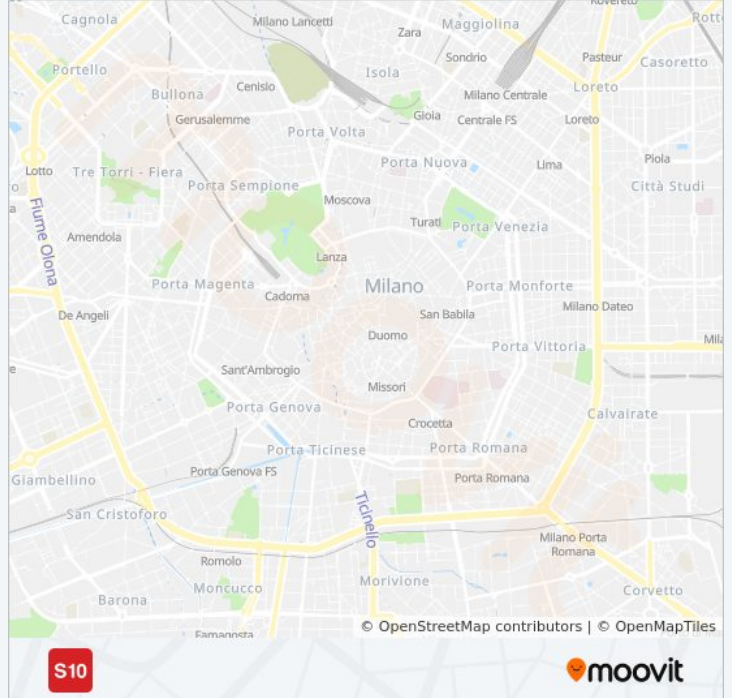 Rovereto
Cagnola
Milano Lancetti
Maggiolina
Rott
Zara
Sondrio
Pasteur
Casoretto
Portello
Isola
Cenisio
Bullona
Milano Centrale
Loreto
Gerusalemme
Gioia
Centrale FS
Loreto
Porta Volta
Lotto
Tre Torri - Fiera
Porta Nuova
Lima
Piola
o
Porta Sempione
Città Studi
Moscova
a
Turati
Porta Venezia
Fiume Olona
Amendola
Lanza
Porta Magenta
Milano
Porta Monforte
Cadorna
Milano Dateo
De Angeli
San Babila
Duomo
Mila
Porta Vittoria
e
Sant'Ambrogio
Missori
Porta Genova
Calvairate
Crocetta
Porta Ticinese
Porta Romana
Giambellino
Porta Genova FS
Porta Romana
San Cristoforo
Ticinello
Milano Porta
Romana
Romolo
Moncucco
Morivione
Corvetto
Barona
© OpenStreetMap contributors | © OpenMapTiles
Famagosta
S10
moovit